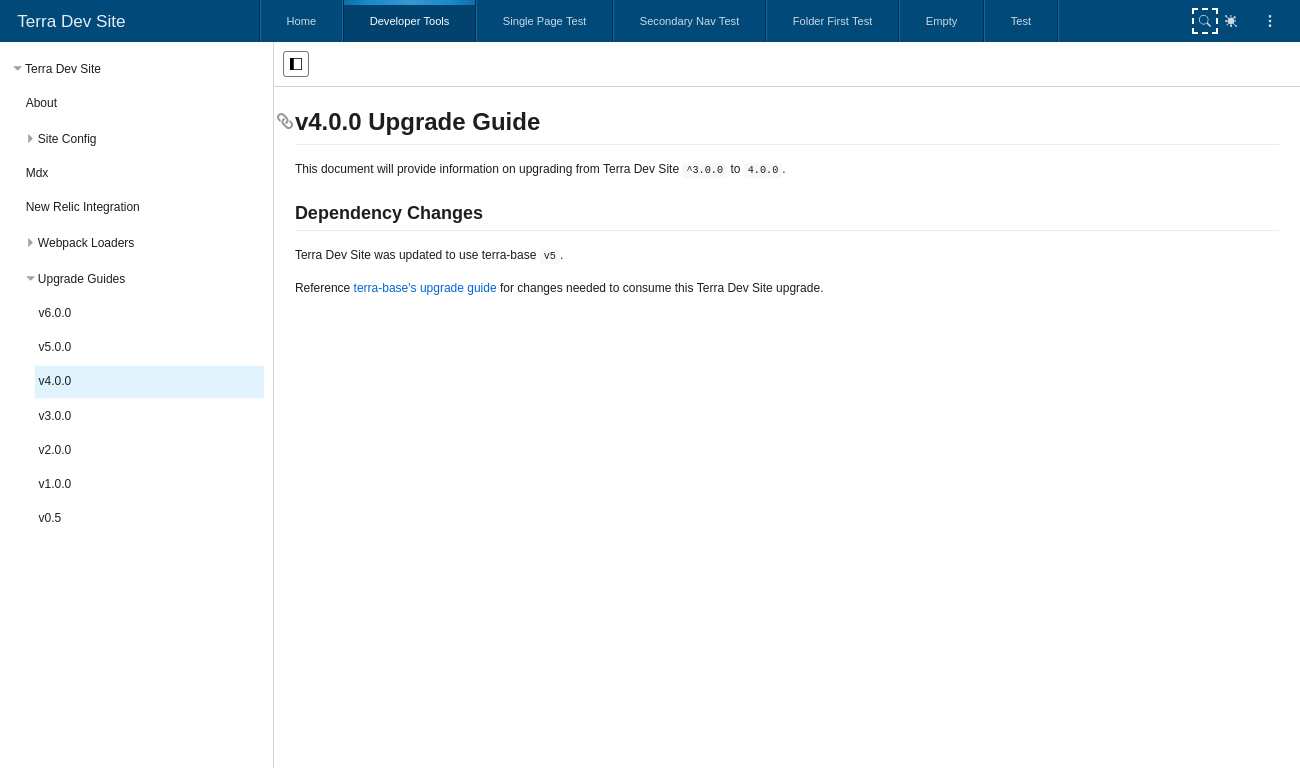 Terra Dev Site
Home
Developer Tools
Single Page Test
Secondary Nav Test
Folder First Test
Empty
Test
Terra Dev Site
About
Site Config
Mdx
New Relic Integration
Webpack Loaders
Upgrade Guides
v6.0.0
v5.0.0
v4.0.0
v3.0.0
v2.0.0
v1.0.0
v0.5
v4.0.0 Upgrade Guide
This document will provide information on upgrading from Terra Dev Site ^3.0.0 to 4.0.0 .
Dependency Changes
Terra Dev Site was updated to use terra-base v5 .
Reference terra-base's upgrade guide for changes needed to consume this Terra Dev Site upgrade.